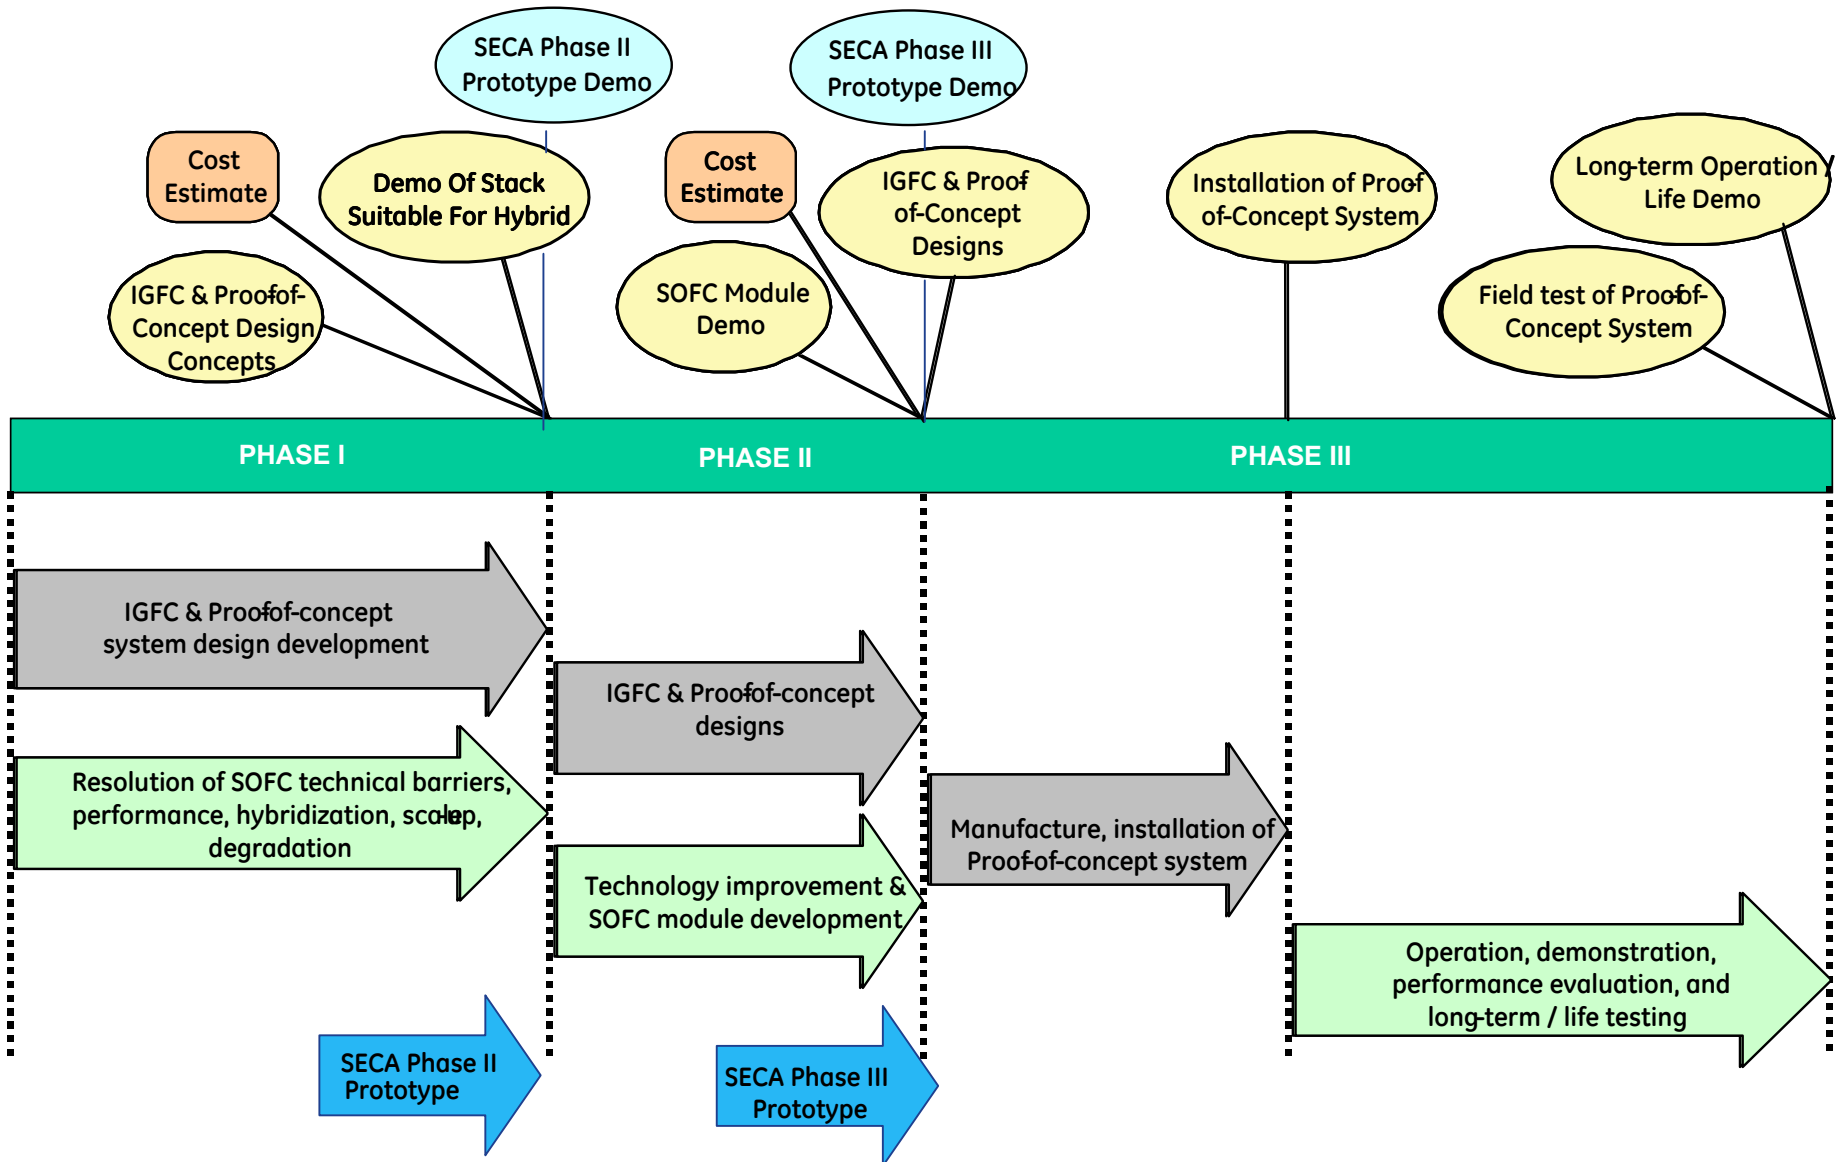 SECA Phase II
Prototype Demo
SECA Phase III
Prototype Demo
Cost
Estimate
Demo Of Stack
Suitable For Hybrid
Cost
Estimate
IGFC & Proof-
of-Concept
Designs
Installation of Proof-
of-Concept System
Long-term Operation /
Life Demo
IGFC & Proof-of-
Concept Design
Concepts
SOFC Module
Demo
Field test of Proof-of-
Concept System
PHASE I
PHASE II
PHASE III
IGFC & Proof-of-concept
system design development
IGFC & Proof-of-concept
designs
Resolution of SOFC technical barriers,
performance, hybridization, scale-up,
degradation
Manufacture, installation of
Proof-of-concept system
Technology improvement &
SOFC module development
Operation, demonstration,
performance evaluation, and
long-term / life testing
SECA Phase II
Prototype
SECA Phase III
Prototype